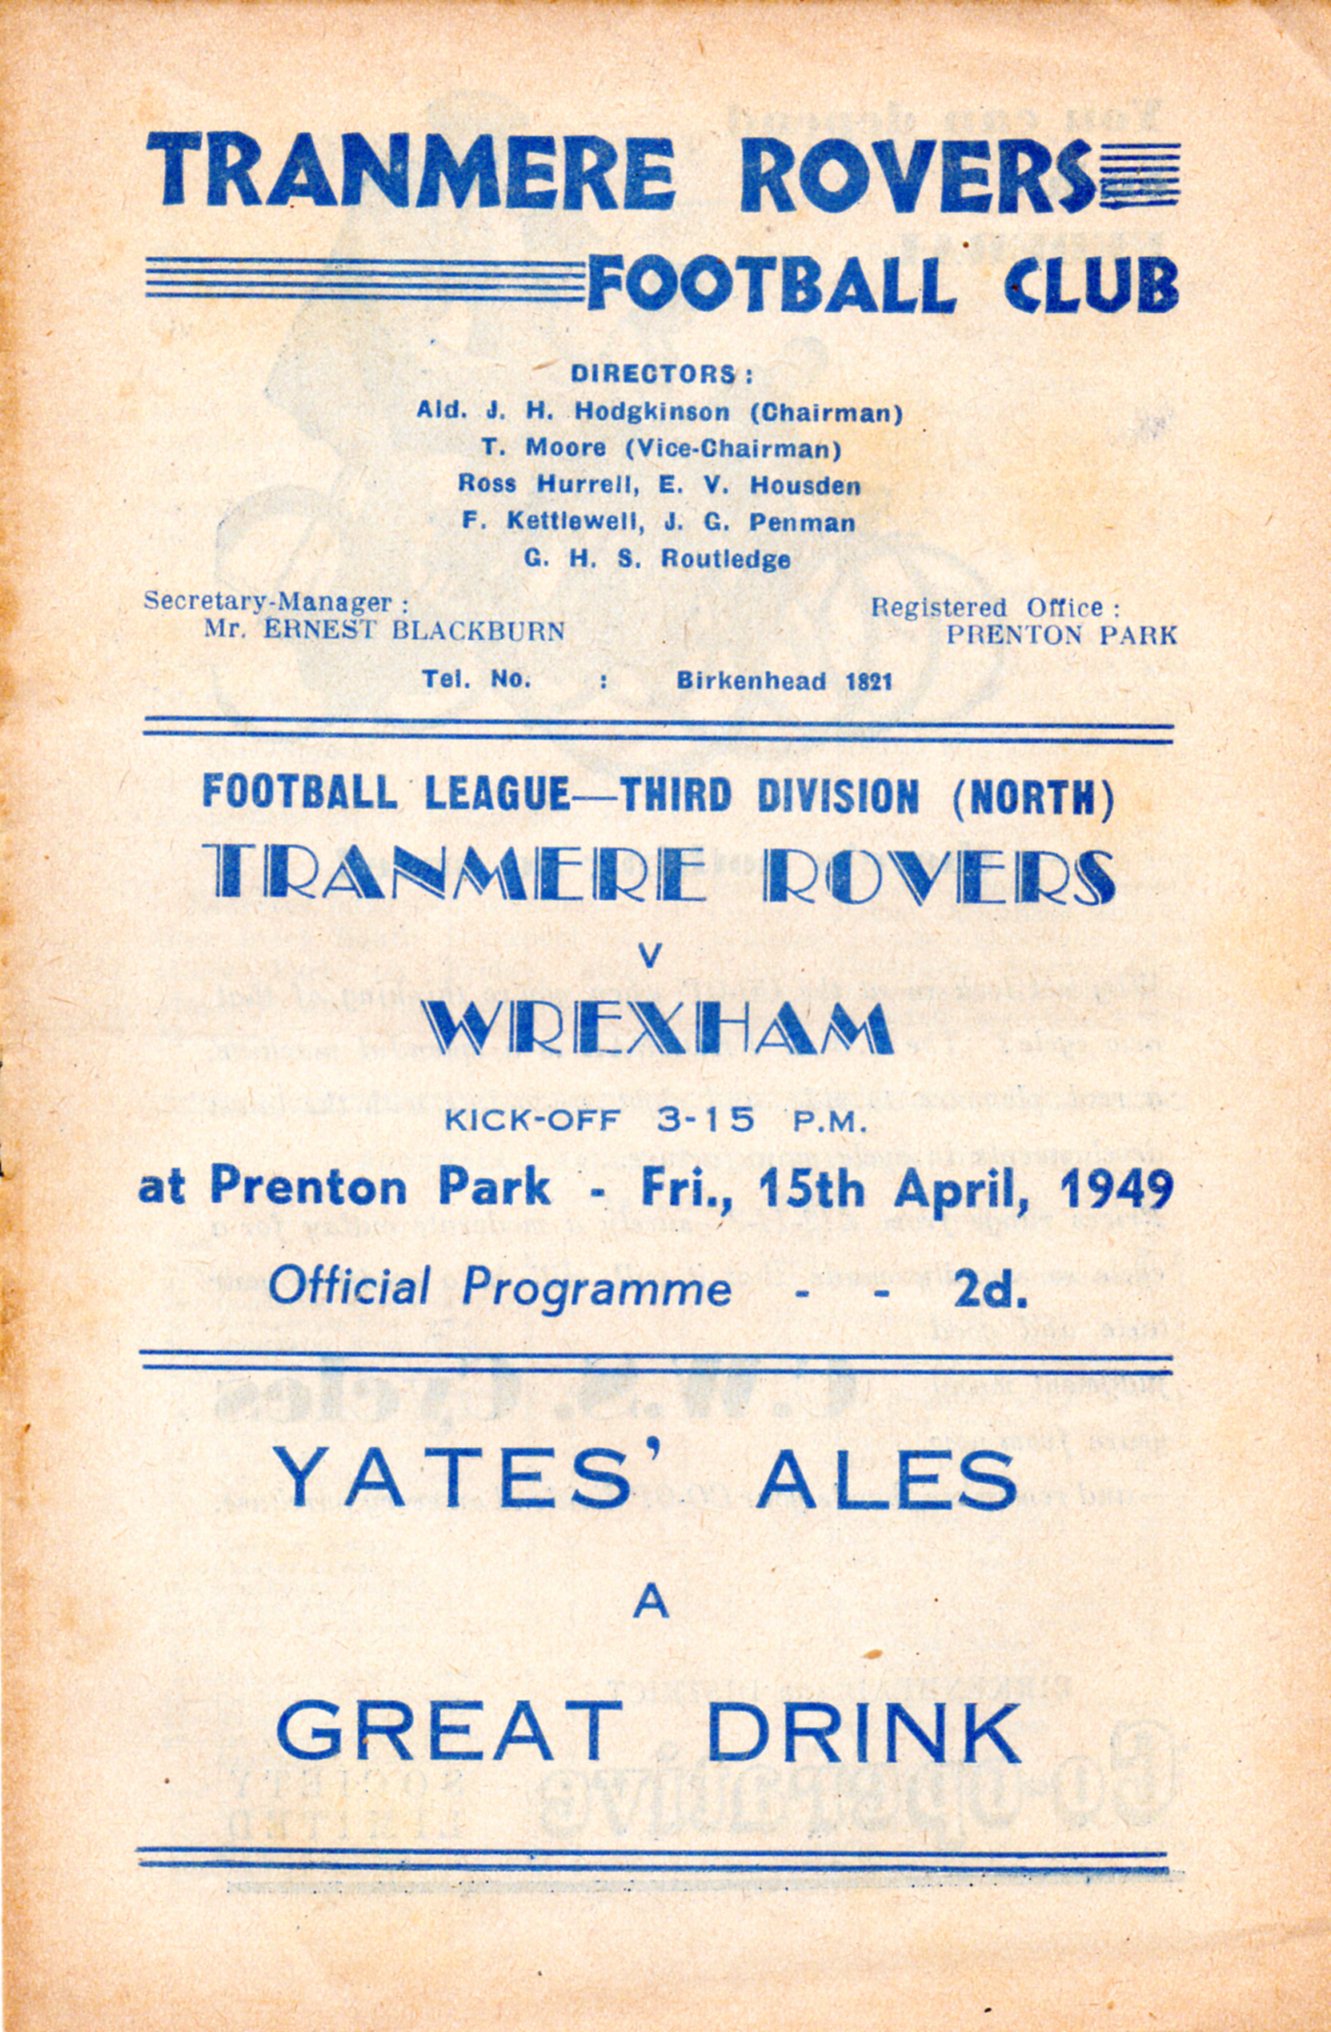 TRANMERE ROVERS
FOOTBALL CLUB
DIRECTORS :
Ald. J. H. Hodgkinson (Chairman)
T. Moore (Vice-Chairman)
Ross Hurrell, E. V. Housden
F. Kettlewell, J. G. Penman
G. H. S. Routledge
Secretary-Manager :
Mr. ERNEST BLACKBURN
Registered Office :
PRENTON PARK
Tel. No. : Birkenhead 1821
FOOTBALL LEAGUE—THIRD DIVISION (NORTH)
TRANMERE ROVERS
V
WREXHAM
KICK-OFF 3-15 P.M.
at Prenton Park - Fri., 15th April, 1949
Official Programme - - 2d.
YATES' ALES
A
GREAT DRINK